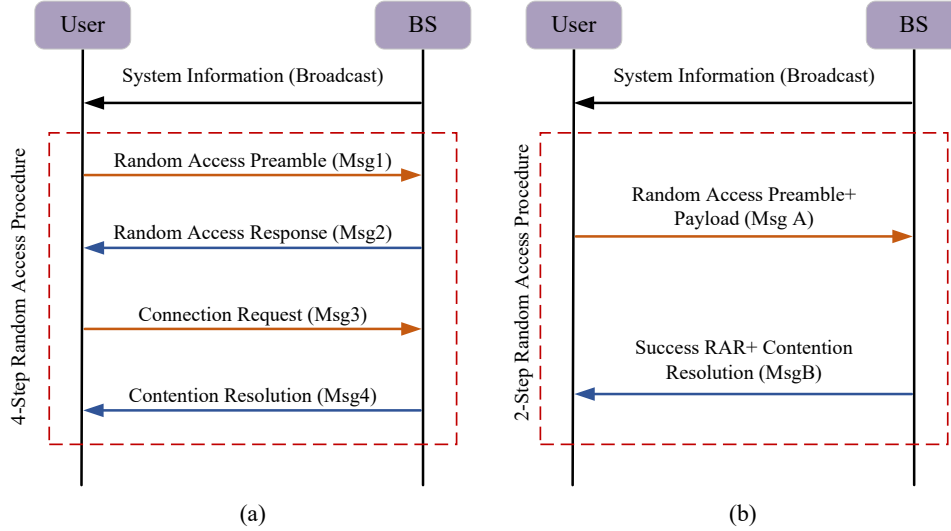 User
BS
System Information (Broadcast)
4-Step Random Access Procedure
Random Access Preamble (Msg1)
Random Access Response (Msg2)
Connection Request (Msg3)
Contention Resolution (Msg4)
(a)
User
BS
System Information (Broadcast)
2-Step Random Access Procedure
Random Access Preamble+
Payload (Msg A)
Success RAR+ Contention
Resolution (MsgB)
(b)